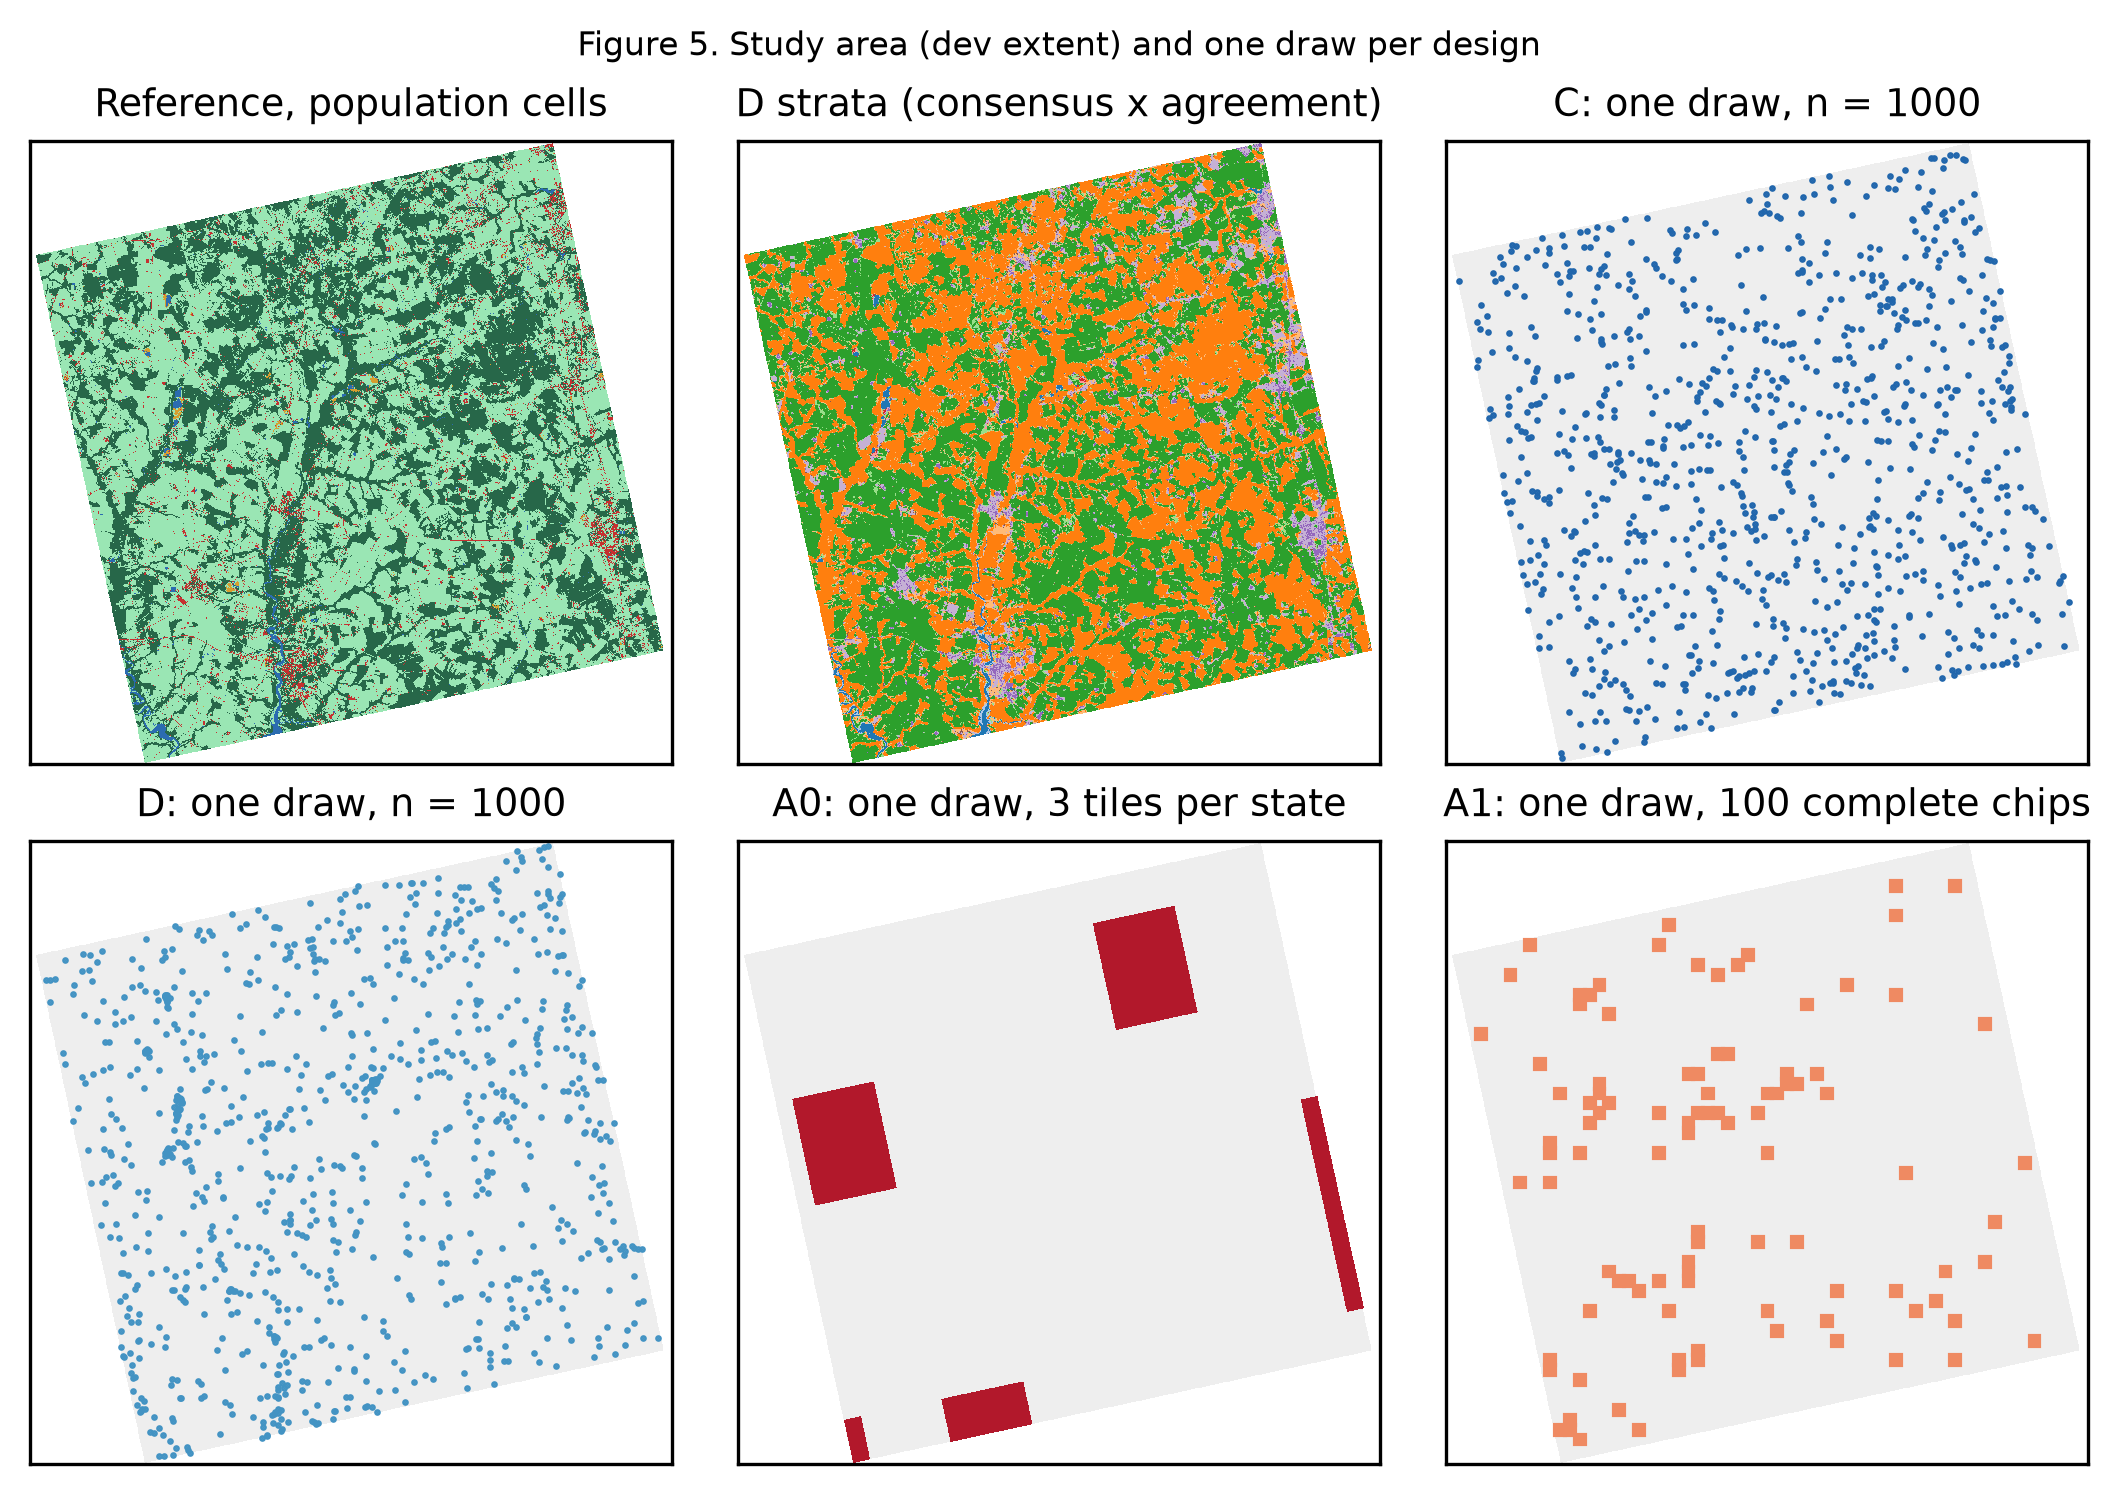 Figure 5. Study area (dev extent) and one draw per design
Reference, population cells
D strata (consensus x agreement)
C: one draw, n = 1000
D: one draw, n = 1000
A0: one draw, 3 tiles per state
A1: one draw, 100 complete chips